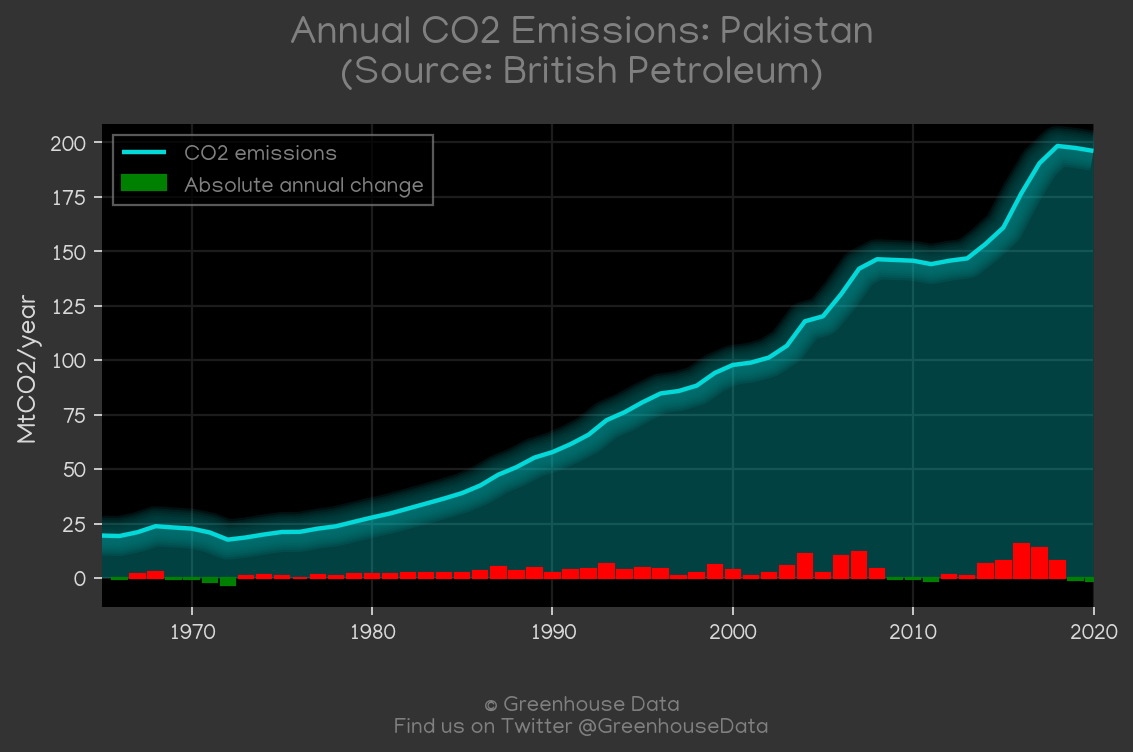 Annual CO2 Emissions: Pakistan
(Source: British Petroleum)
CO2 emissions
Absolute annual change
MtCO2/year
200
175
150
125
100
75
50
25
0
1970 1980 1990 2000 2010 2020
© Greenhouse Data
Find us on Twitter @GreenhouseData